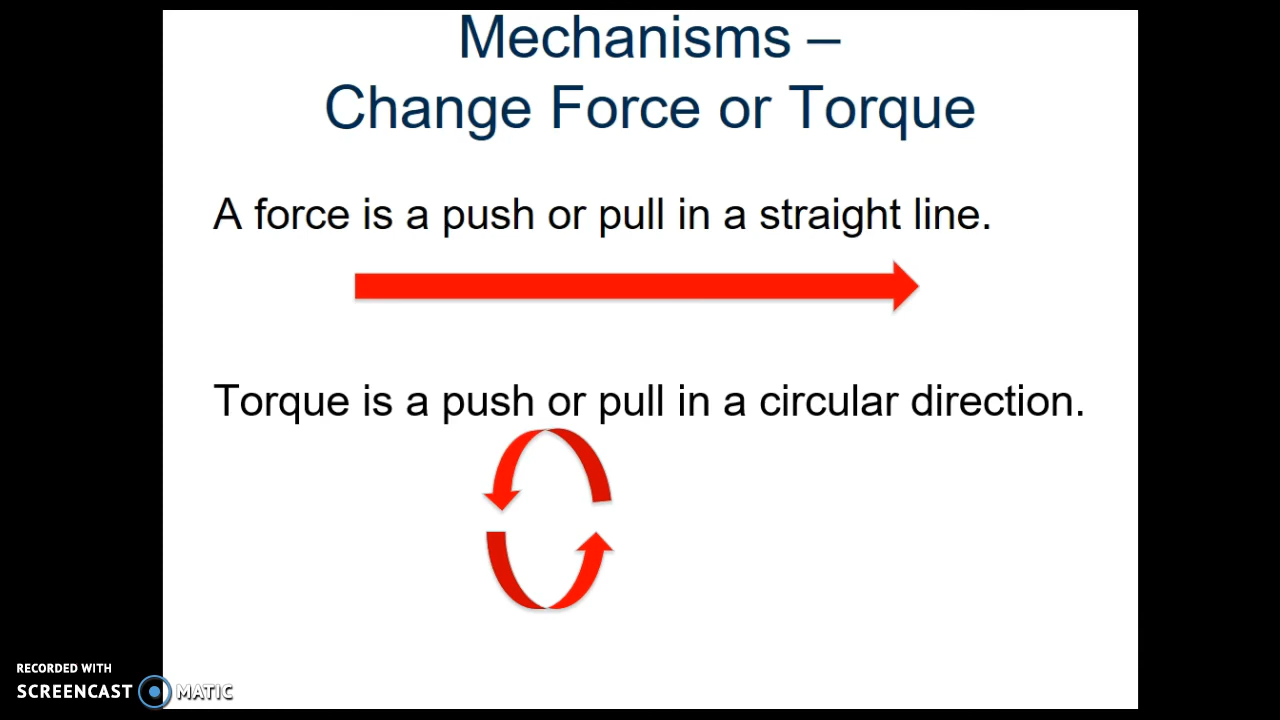 Mechanisms –
Change Force or Torque
A force is a push or pull in a straight line.
Torque is a push or pull in a circular direction.
RECORDED WITH
SCREENCAST MATIC